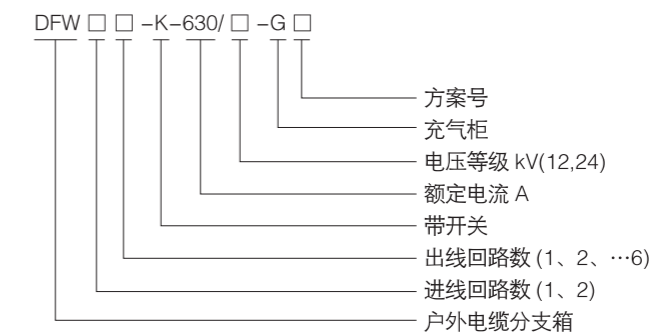 DFW □ □ -K-630/ □ -G □
方案号
充气柜
电压等级 kV(12,24)
额定电流 A
带开关
出线回路数 (1、2、…6)
进线回路数 (1、2)
户外电缆分支箱